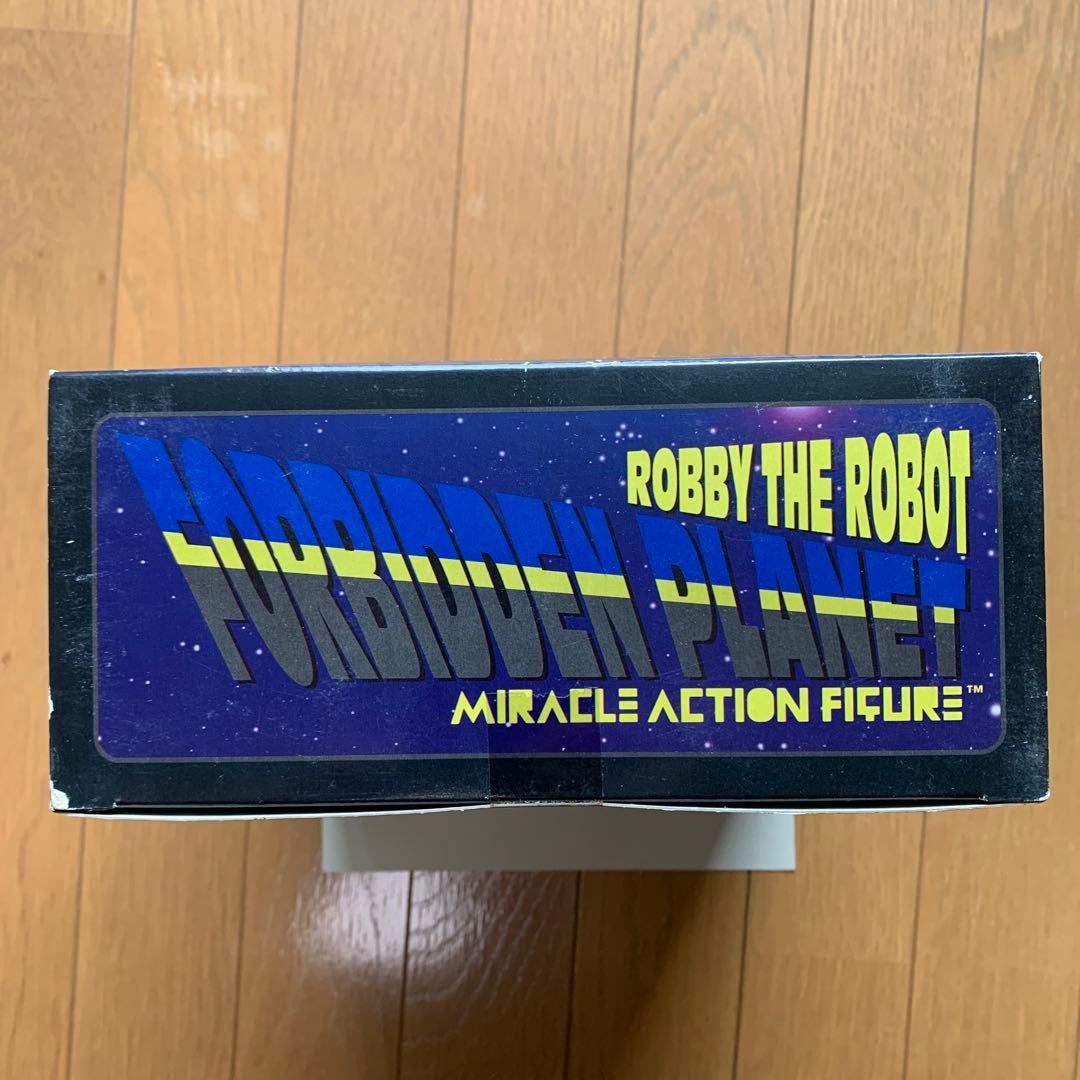 ROBBY THE ROBOT
FORBIDDEN PLANET
MIRACLE ACTION FIGURE™